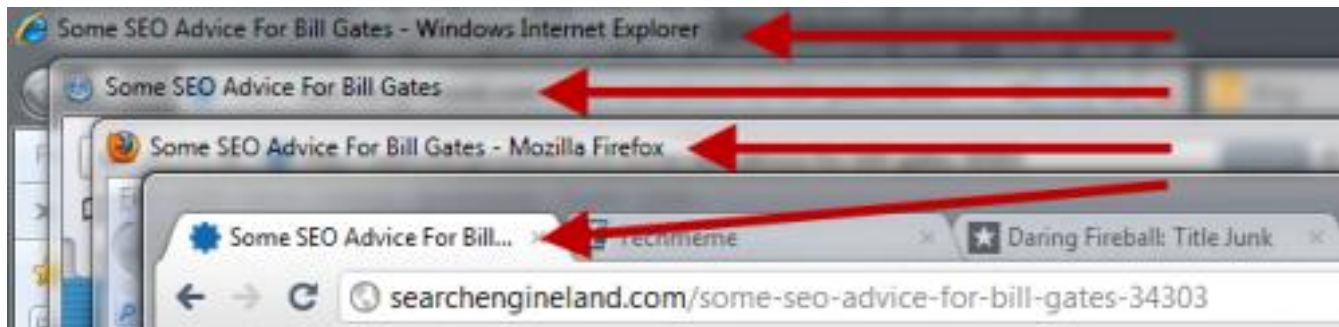 Some SEO Advice For Bill Gates - Windows Internet Explorer
Some SEO Advice For Bill Gates
Some SEO Advice For Bill Gates - Mozilla Firefox
Some SEO Advice For Bill... Techmeme Daring Fireball: Title Junk
searchengineland.com/some-seo-advice-for-bill-gates-34303